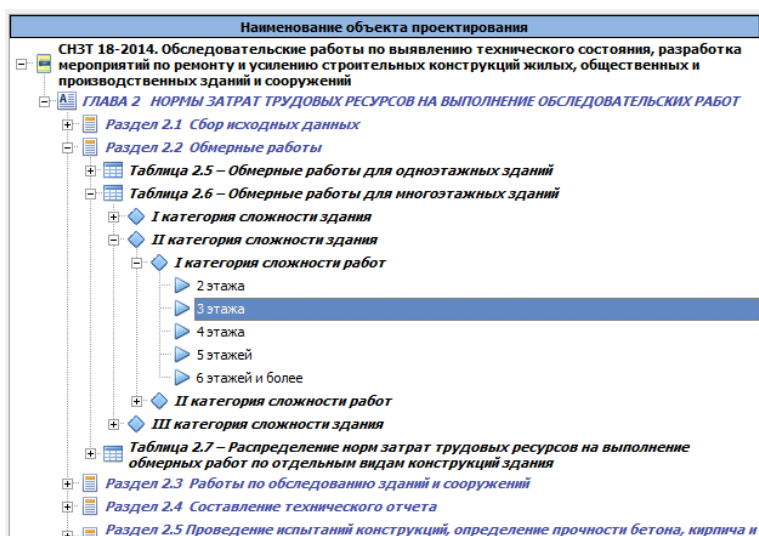 Наименование объекта проектирования
СНЗТ 18-2014. Обследовательские работы по выявлению технического состояния, разработка
мероприятий по ремонту и усилению строительных конструкций жилых, общественных и
производственных зданий и сооружений
ГЛАВА 2 НОРМЫ ЗАТРАТ ТРУДОВЫХ РЕСУРСОВ НА ВЫПОЛНЕНИЕ ОБСЛЕДОВАТЕЛЬСКИХ РАБОТ
Раздел 2.1 Сбор исходных данных
Раздел 2.2 Обмерные работы
Таблица 2.5 – Обмерные работы для одноэтажных зданий
Таблица 2.6 – Обмерные работы для многоэтажных зданий
I категория сложности здания
II категория сложности здания
I категория сложности работ
2 этажа
3 этажа
4 этажа
5 этажей
6 этажей и более
II категория сложности работ
III категория сложности здания
Таблица 2.7 – Распределение норм затрат трудовых ресурсов на выполнение
обмерных работ по отдельным видам конструкций здания
Раздел 2.3 Работы по обследованию зданий и сооружений
Раздел 2.4 Составление технического отчета
Раздел 2.5 Проведение испытаний конструкций, определение прочности бетона, кирпича и